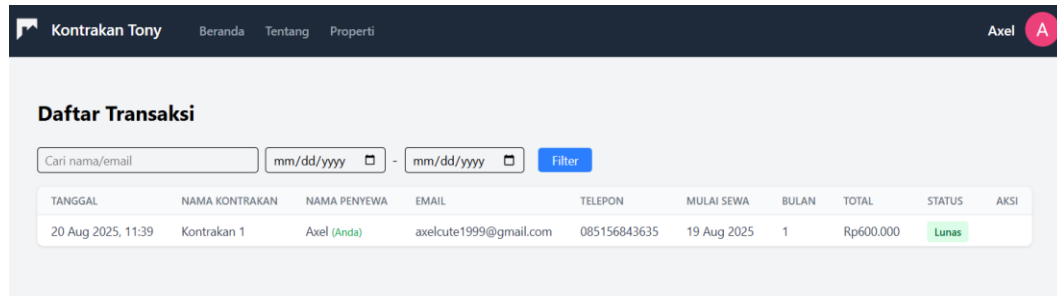 Kontrakan Tony Beranda Tentang Properti Axel A
Daftar Transaksi
Cari nama/email mm/dd/yyyy - mm/dd/yyyy Filter
TANGGAL NAMA KONTRAKAN NAMA PENYEWA EMAIL TELEPON MULAI SEWA BULAN TOTAL STATUS AKSI
20 Aug 2025, 11:39 Kontrakan 1 Axel (Anda) axelcute1999@gmail.com 085156843635 19 Aug 2025 1 Rp600.000 Lunas